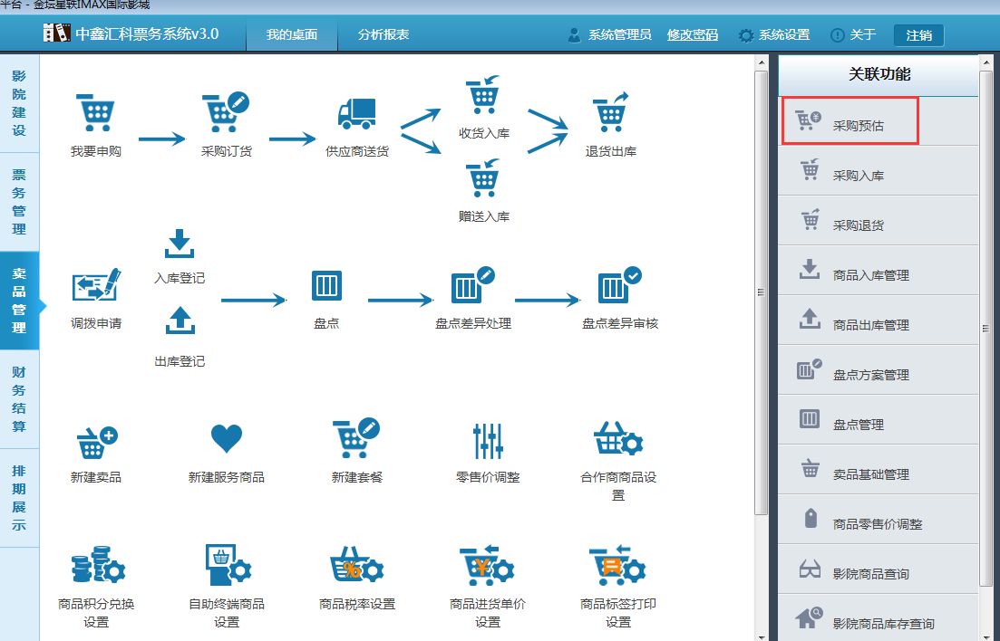 平台 - 金坛星轶IMAX国际影城
中鑫汇科票务系统v3.0
我的桌面
分析报表
系统管理员
修改密码
系统设置
关于
注销
影院建设
票务管理
卖品管理
财务结算
排期展示
我要申购
采购订货
供应商送货
收货入库
赠送入库
退货出库
调拨申请
入库登记
出库登记
盘点
盘点差异处理
盘点差异审核
新建卖品
新建服务商品
新建套餐
零售价调整
合作商商品设
置
商品积分兑换
设置
自助终端商品
设置
商品税率设置
商品进货单价
设置
商品标签打印
设置
关联功能
采购预估
采购入库
采购退货
商品入库管理
商品出库管理
盘点方案管理
盘点管理
卖品基础管理
商品零售价调整
影院商品查询
影院商品库存查询